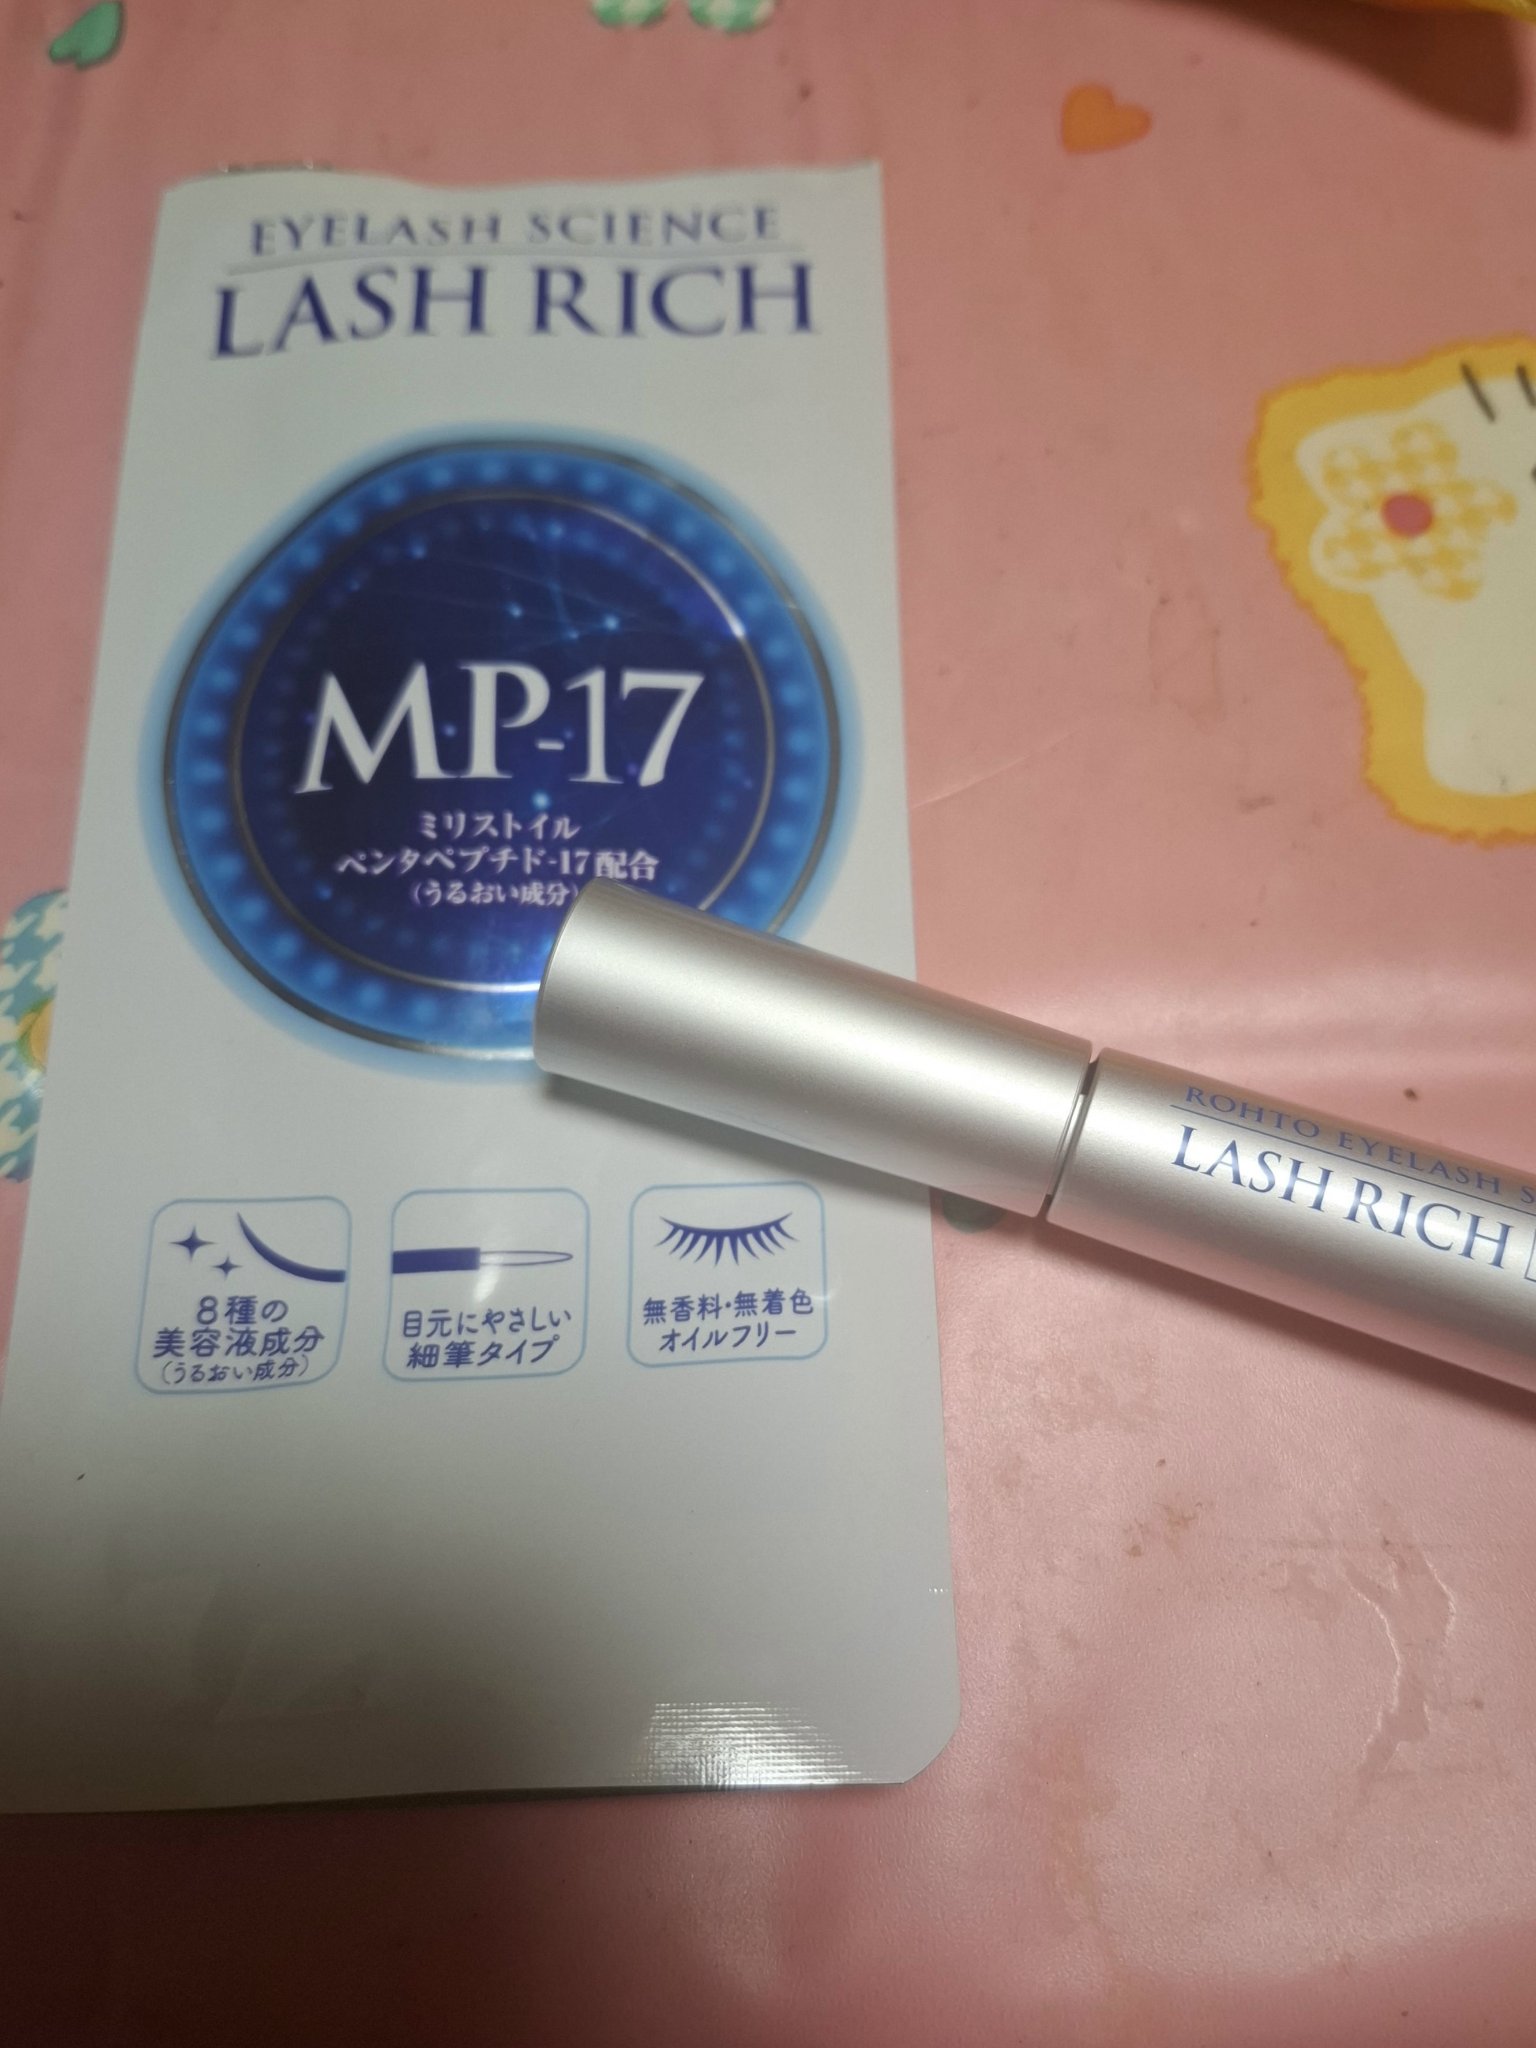 EYELASH SCIENCE
LASH RICH
MP-17
ミリストイル
ペンタペプチド-17配合
(うるおい成分)
8種の
美容液成分
(うるおい成分)
目元にやさしい
細筆タイプ
無香料・無着色
オイルフリー
ROHTO EYELASH S
LASH RICH